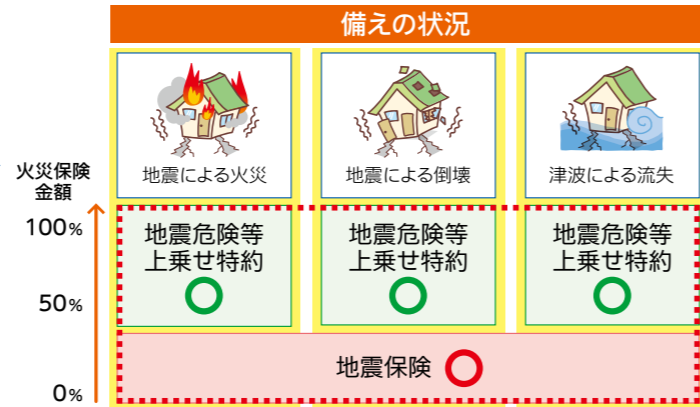 備えの状況
地震による火災
地震による倒壊
津波による流失
火災保険
金額
100%
50%
0%
地震危険等
上乗せ特約
地震危険等
上乗せ特約
地震危険等
上乗せ特約
地震保険